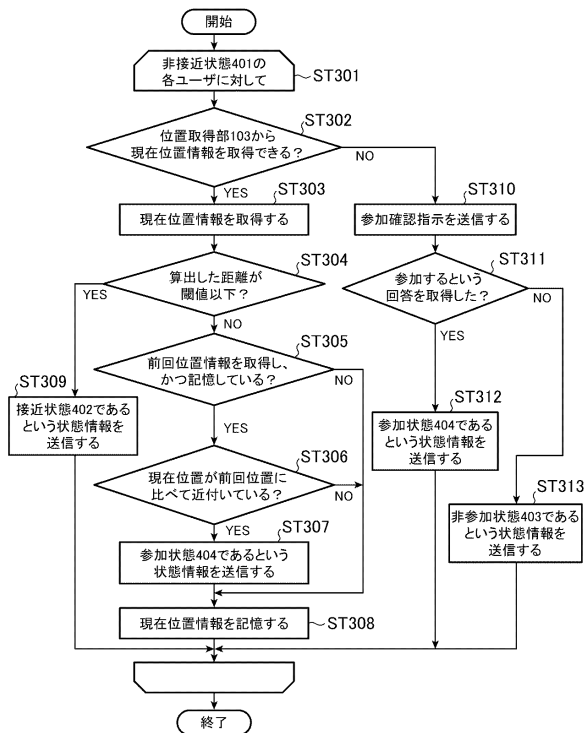 開始
非接近状態401の
各ユーザに対して
ST301
ST302
位置取得部103から
現在位置情報を取得できる?
NO
YES
ST303
現在位置情報を取得する
ST310
参加確認指示を送信する
ST304
算出した距離が
閾値以下?
YES
NO
ST311
参加するという
回答を取得した?
NO
YES
ST305
前回位置情報を取得し、
かつ記憶している?
NO
YES
ST309
接近状態402である
という状態情報を
送信する
ST312
参加状態404である
という状態情報を
送信する
ST306
現在位置が前回位置に
比べて近付いている?
NO
YES
ST313
非参加状態403である
という状態情報を
送信する
ST307
参加状態404であるという
状態情報を送信する
現在位置情報を記憶する
ST308
終了